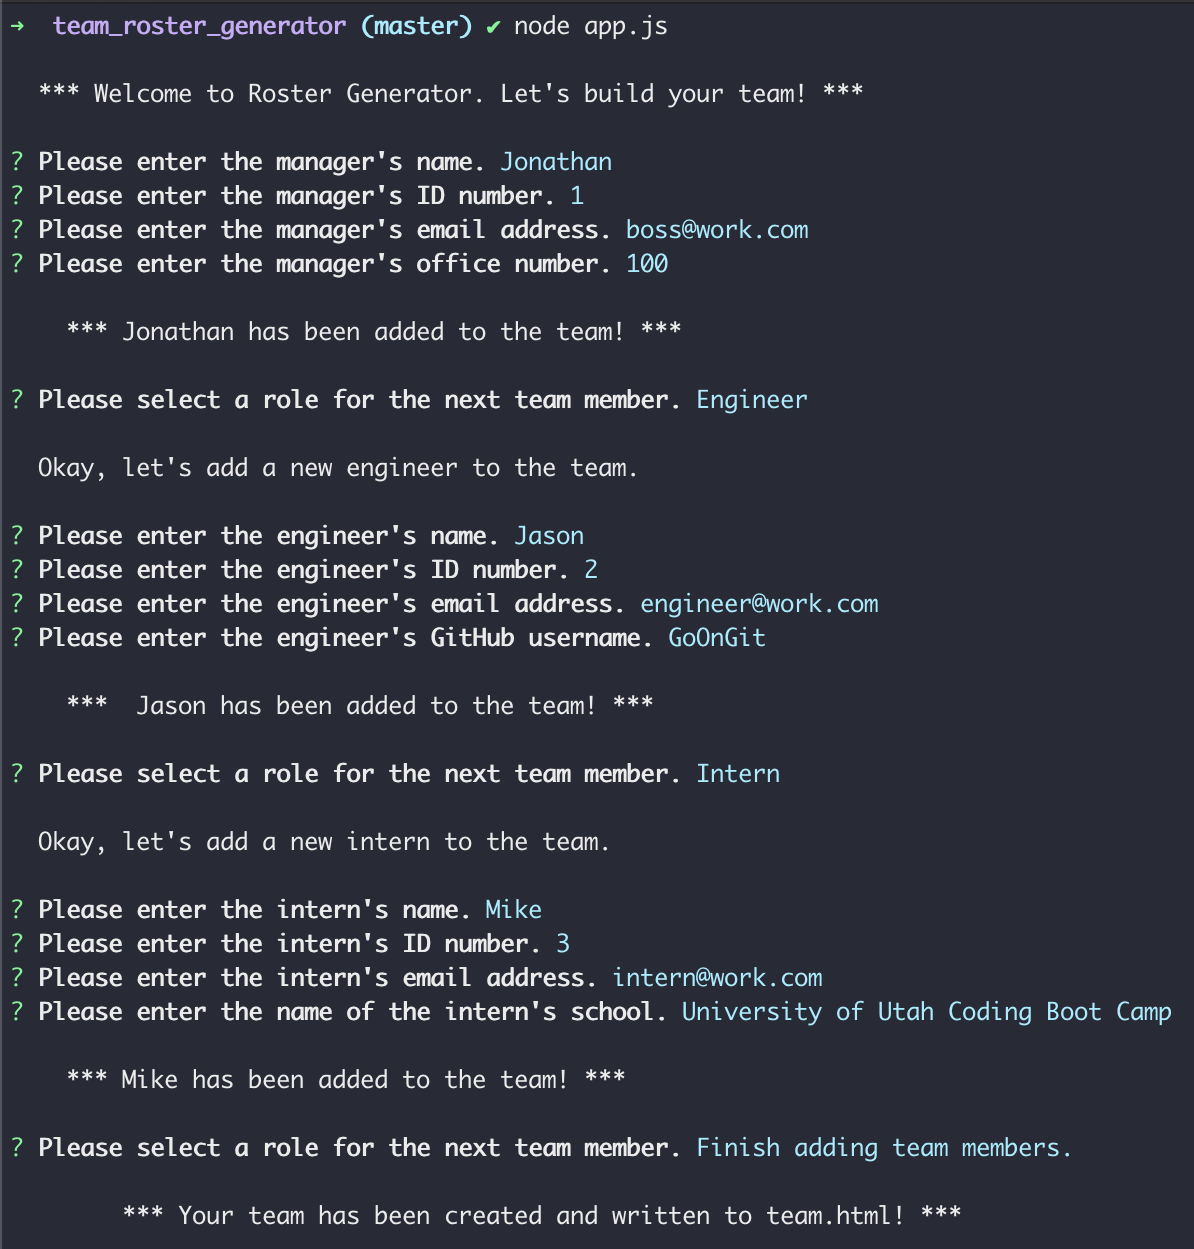 → team_roster_generator (master) ✔ node app.js
*** Welcome to Roster Generator. Let's build your team! ***
? Please enter the manager's name. Jonathan
? Please enter the manager's ID number. 1
? Please enter the manager's email address. boss@work.com
? Please enter the manager's office number. 100
*** Jonathan has been added to the team! ***
? Please select a role for the next team member. Engineer
Okay, let's add a new engineer to the team.
? Please enter the engineer's name. Jason
? Please enter the engineer's ID number. 2
? Please enter the engineer's email address. engineer@work.com
? Please enter the engineer's GitHub username. GoOnGit
***  Jason has been added to the team! ***
? Please select a role for the next team member. Intern
Okay, let's add a new intern to the team.
? Please enter the intern's name. Mike
? Please enter the intern's ID number. 3
? Please enter the intern's email address. intern@work.com
? Please enter the name of the intern's school. University of Utah Coding Boot Camp
*** Mike has been added to the team! ***
? Please select a role for the next team member. Finish adding team members.
*** Your team has been created and written to team.html! ***